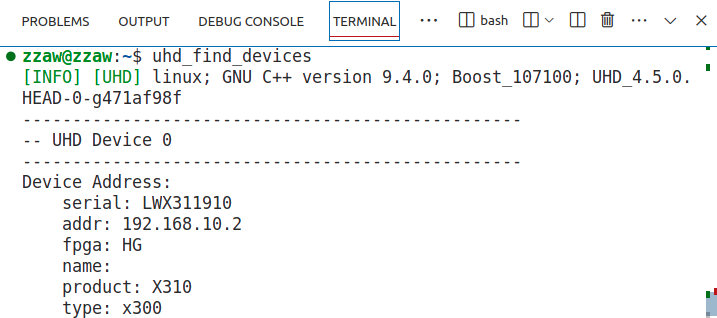 PROBLEMS OUTPUT DEBUG CONSOLE TERMINAL ... bash ...
zzaw@zzaw:~$ uhd_find_devices
[INFO] [UHD] linux; GNU C++ version 9.4.0; Boost_107100; UHD_4.5.0.
HEAD-0-g471af98f
--------------------------------------------------
-- UHD Device 0
--------------------------------------------------
Device Address:
    serial: LWX311910
    addr: 192.168.10.2
    fpga: HG
    name:
    product: X310
    type: x300